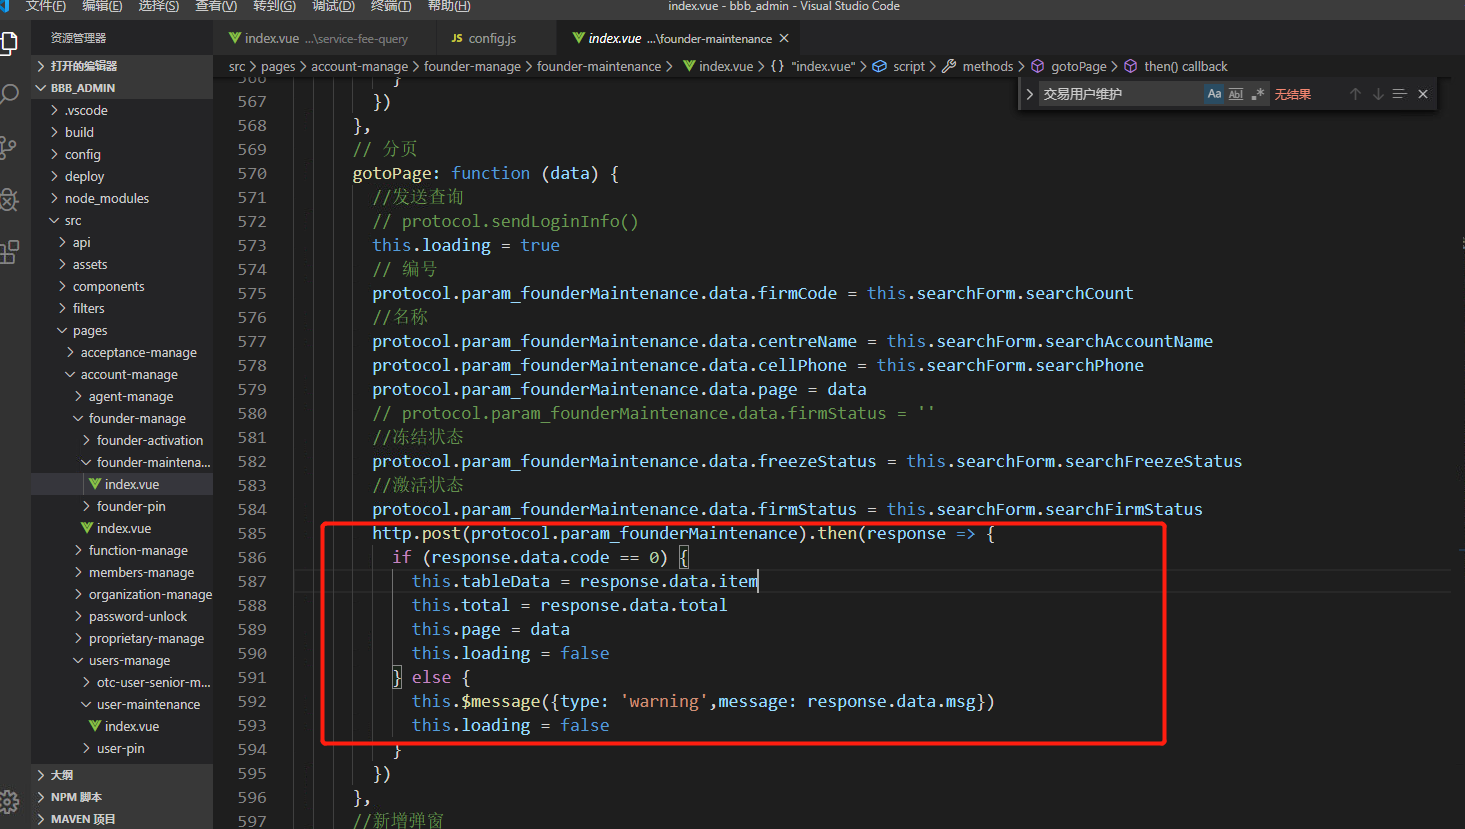 文件(F) 编辑(E) 选择(S) 查看(V) 转到(G) 调试(D) 终端(T) 帮助(H) index.vue - bbb_admin - Visual Studio Code
资源管理器
index.vue ...\service-fee-query
JS config.js
index.vue ...\founder-maintenance
src > pages > account-manage > founder-manage > founder-maintenance > index.vue > {} "index.vue" > script > methods > gotoPage > then() callback
交易用户维护 Aa Abl .* 无结果
打开的编辑器
BBB_ADMIN
.vscode
build
config
deploy
node_modules
src
api
assets
components
filters
pages
acceptance-manage
account-manage
agent-manage
founder-manage
founder-activation
founder-maintena...
index.vue
founder-pin
index.vue
function-manage
members-manage
organization-manage
password-unlock
proprietary-manage
users-manage
otc-user-senior-m...
user-maintenance
index.vue
user-pin
大纲
NPM 脚本
MAVEN 项目
566 }
567 })
568 },
569 // 分页
570 gotoPage: function (data) {
571 //发送查询
572 // protocol.sendLoginInfo()
573 this.loading = true
574 // 编号
575 protocol.param_founderMaintenance.data.firmCode = this.searchForm.searchCount
576 //名称
577 protocol.param_founderMaintenance.data.centreName = this.searchForm.searchAccountName
578 protocol.param_founderMaintenance.data.cellPhone = this.searchForm.searchPhone
579 protocol.param_founderMaintenance.data.page = data
580 // protocol.param_founderMaintenance.data.firmStatus = ''
581 //冻结状态
582 protocol.param_founderMaintenance.data.freezeStatus = this.searchForm.searchFreezeStatus
583 //激活状态
584 protocol.param_founderMaintenance.data.firmStatus = this.searchForm.searchFirmStatus
585 http.post(protocol.param_founderMaintenance).then(response => {
586 if (response.data.code == 0) {
587 this.tableData = response.data.item
588 this.total = response.data.total
589 this.page = data
590 this.loading = false
591 } else {
592 this.$message({type: 'warning',message: response.data.msg})
593 this.loading = false
594 }
595 })
596 },
597 //新增弹窗